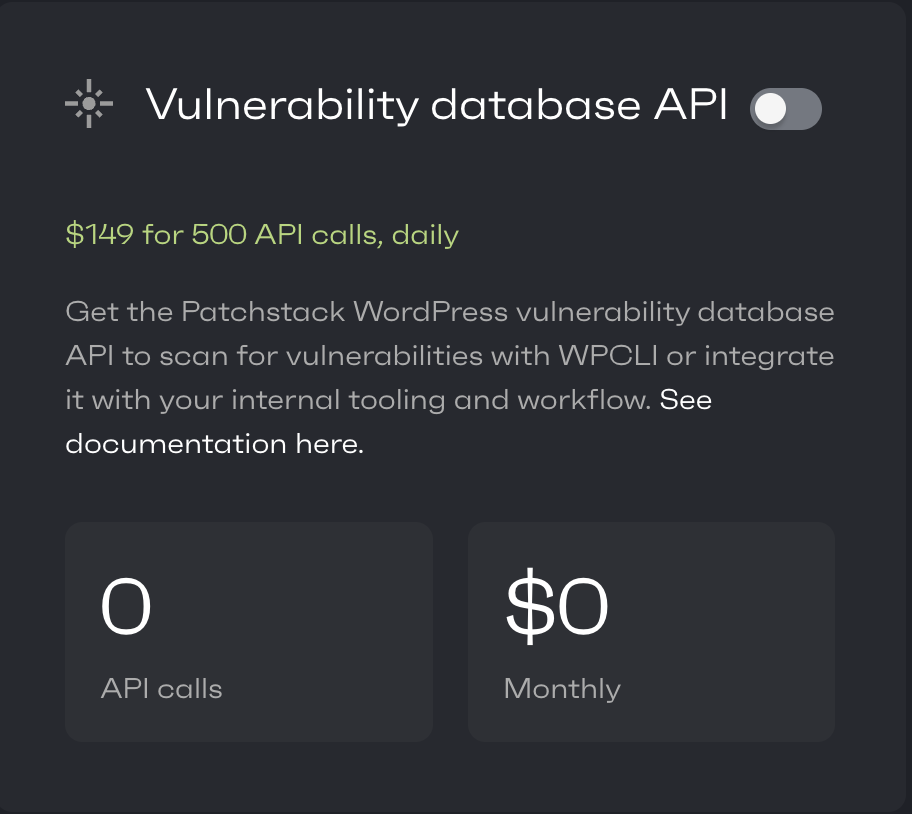 Vulnerability database API
$149 for 500 API calls, daily
Get the Patchstack WordPress vulnerability database
API to scan for vulnerabilities with WPCLI or integrate
it with your internal tooling and workflow. See
documentation here.
0
API calls
$0
Monthly